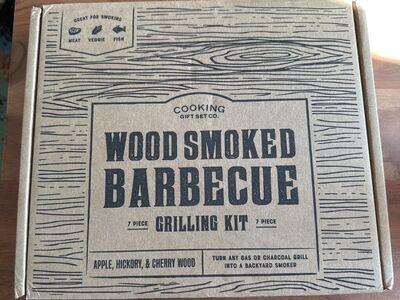 GREAT FOR SMOKING
MEAT VEGGIE FISH
COOKING
GIFT SET CO.
WOOD SMOKED
BARBECUE
7 PIECE GRILLING KIT 7 PIECE
APPLE, HICKORY, & CHERRY WOOD
TURN ANY GAS OR CHARCOAL GRILL
INTO A BACKYARD SMOKER